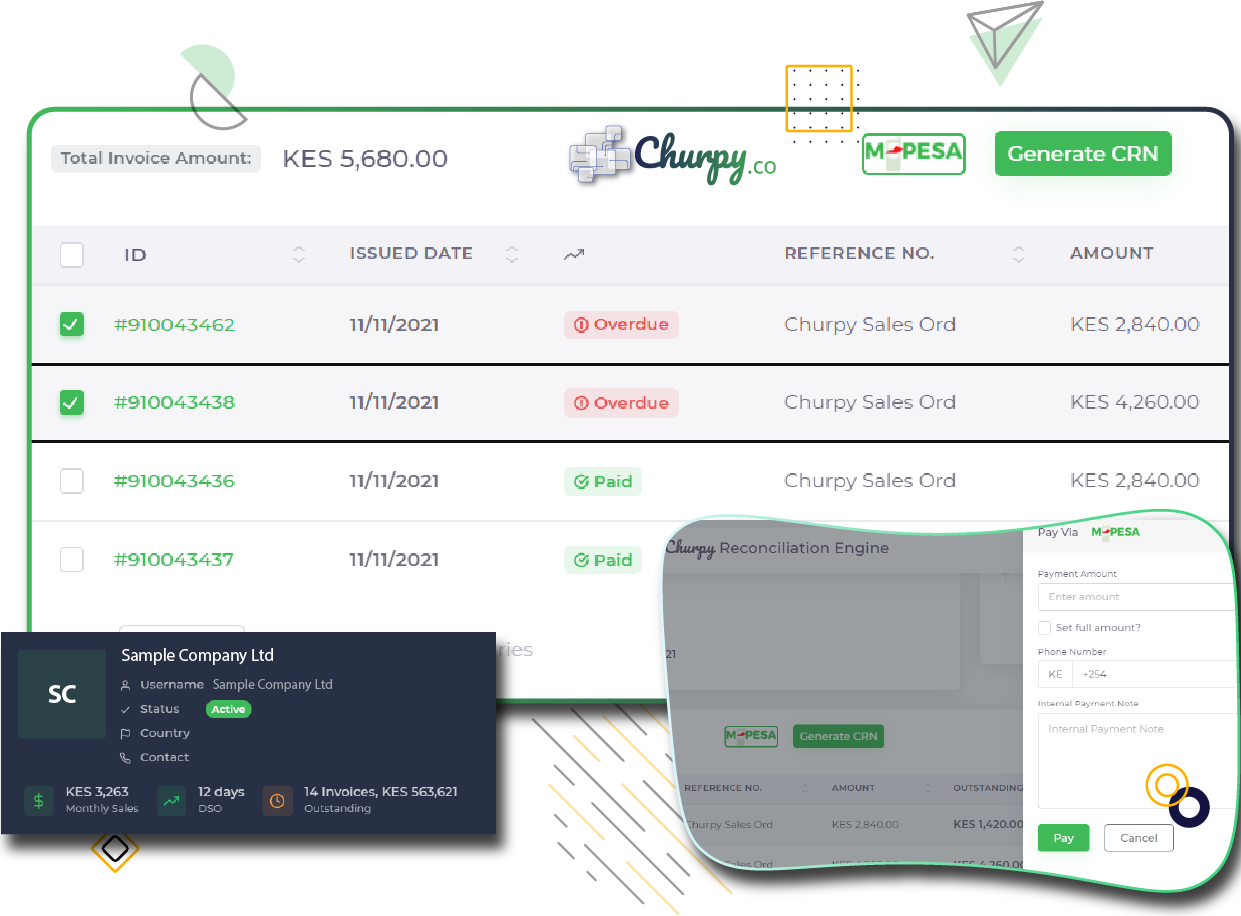 Total Invoice Amount: KES 5,680.00 Churpy.co M-PESA Generate CRN
ID ISSUED DATE REFERENCE NO. AMOUNT
#910043462 11/11/2021 Overdue Churpy Sales Ord KES 2,840.00
#910043438 11/11/2021 Overdue Churpy Sales Ord KES 4,260.00
#910043436 11/11/2021 Paid Churpy Sales Ord KES 2,840.00
#910043437 11/11/2021 Paid
ries
SC
Sample Company Ltd
Username Sample Company Ltd
Status Active
Country
Contact
KES 3,263 12 days 14 Invoices, KES 563,621
Monthly Sales DSO Outstanding
Churpy Reconciliation Engine
21
M-PESA Generate CRN
REFERENCE NO. AMOUNT OUTSTANDING
Churpy Sales Ord KES 2,840.00 KES 1,420.00
Churpy Sales Ord KES 4,260.00 KES 4,260.00
Pay Via M-PESA
Payment Amount
Enter amount
Set full amount?
Phone Number
KE +254
Internal Payment Note
Internal Payment Note
Pay Cancel